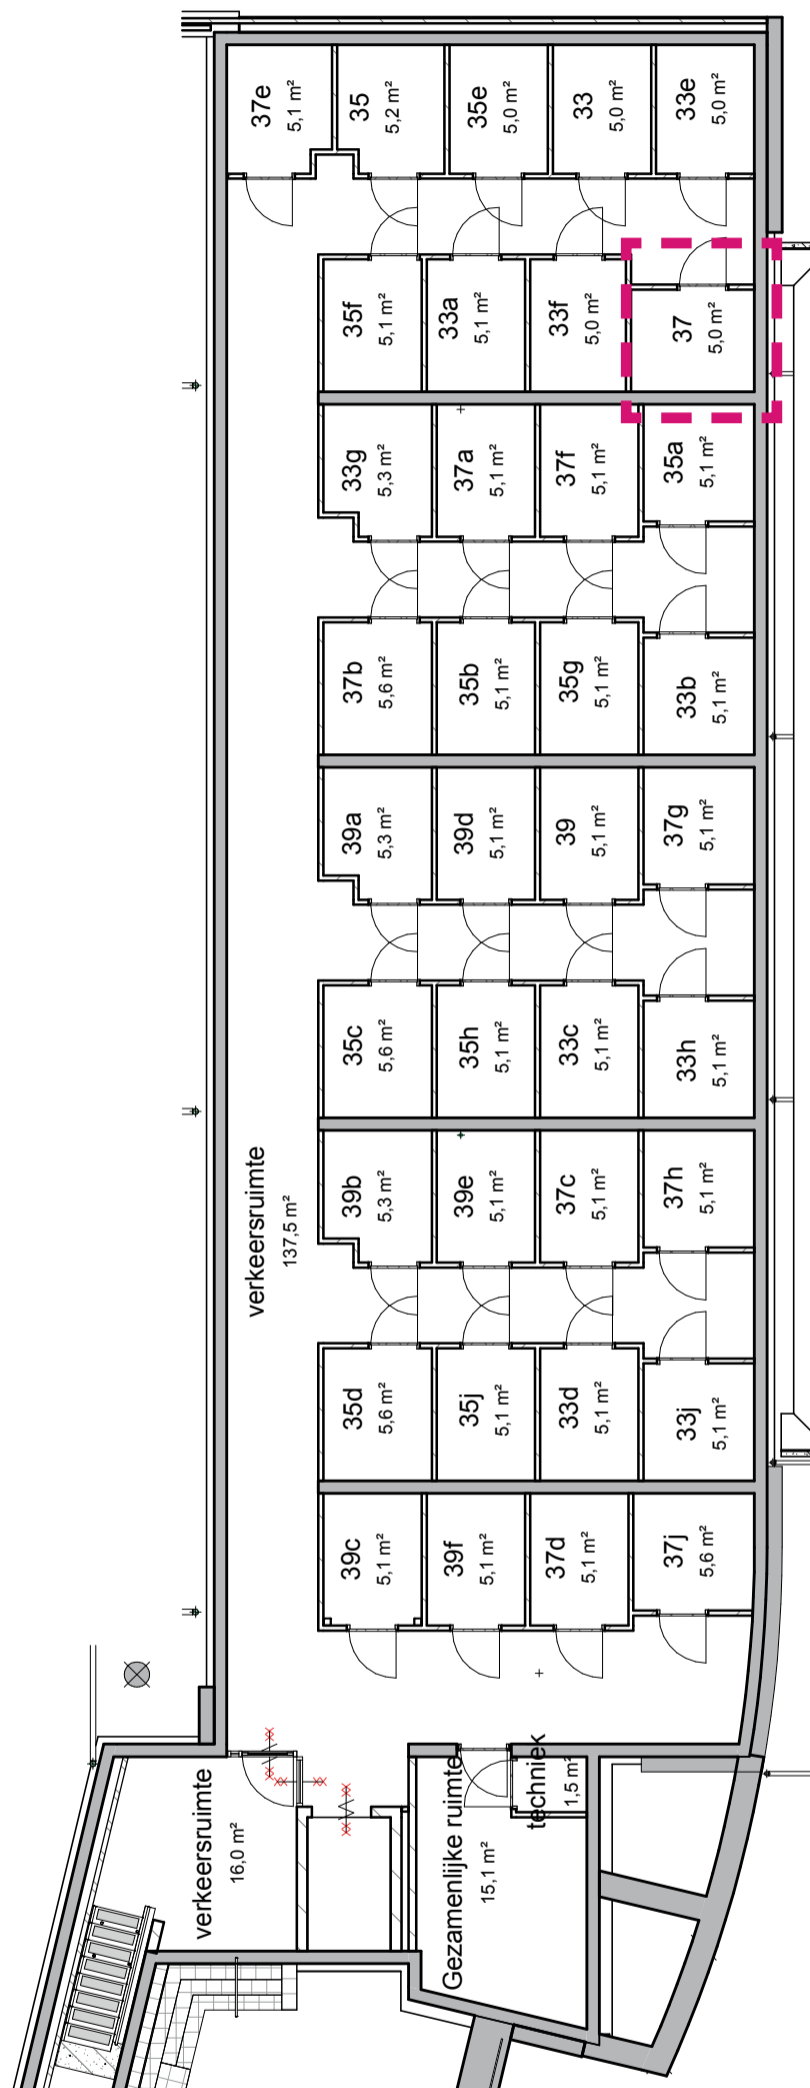 37e
5,1 m²
35
5,2 m²
35e
5,0 m²
33
5,0 m²
33e
5,0 m²
35f
5,1 m²
33a
5,1 m²
33f
5,0 m²
37
5,0 m²
33g
5,3 m²
37a
5,1 m²
37f
5,1 m²
35a
5,1 m²
37b
5,6 m²
35b
5,1 m²
35g
5,1 m²
33b
5,1 m²
39a
5,3 m²
39d
5,1 m²
39
5,1 m²
37g
5,1 m²
35c
5,6 m²
35h
5,1 m²
33c
5,1 m²
33h
5,1 m²
verkeersruimte
137,5 m²
39b
5,3 m²
39e
5,1 m²
37c
5,1 m²
37h
5,1 m²
35d
5,6 m²
35j
5,1 m²
33d
5,1 m²
33j
5,1 m²
39c
5,1 m²
39f
5,1 m²
37d
5,1 m²
37j
5,6 m²
verkeersruimte
16,0 m²
Gezamenlijke ruimte
15,1 m²
techniek
1,5 m²